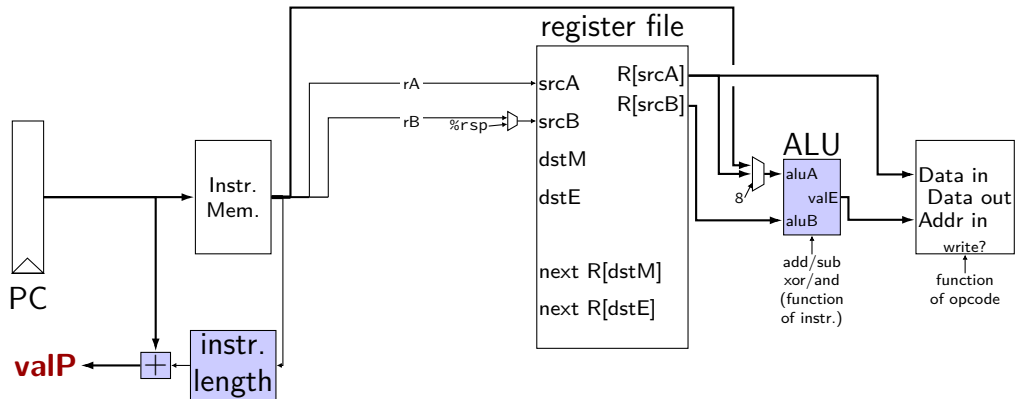 register file
rA
srcA
R[srcA]
R[srcB]
rB
%rsp
srcB
ALU
Instr.
Mem.
dstM
dstE
8
aluA
valE
aluB
Data in
Data out
Addr in
write?
add/sub
xor/and
(function
of instr.)
function
of opcode
next R[dstM]
next R[dstE]
PC
valP
+
instr.
length